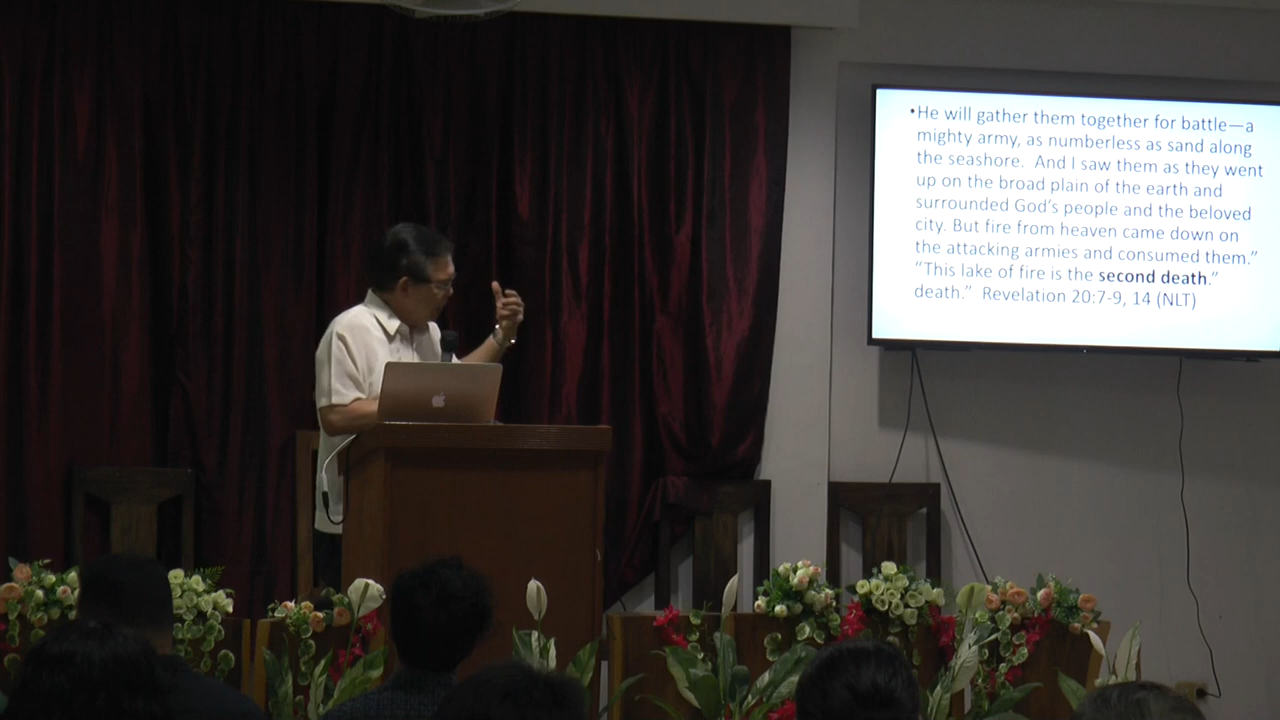 •He will gather them together for battle—a
mighty army, as numberless as sand along
the seashore.  And I saw them as they went
up on the broad plain of the earth and
surrounded God's people and the beloved
city. But fire from heaven came down on
the attacking armies and consumed them."
"This lake of fire is the second death."
death."  Revelation 20:7-9, 14 (NLT)